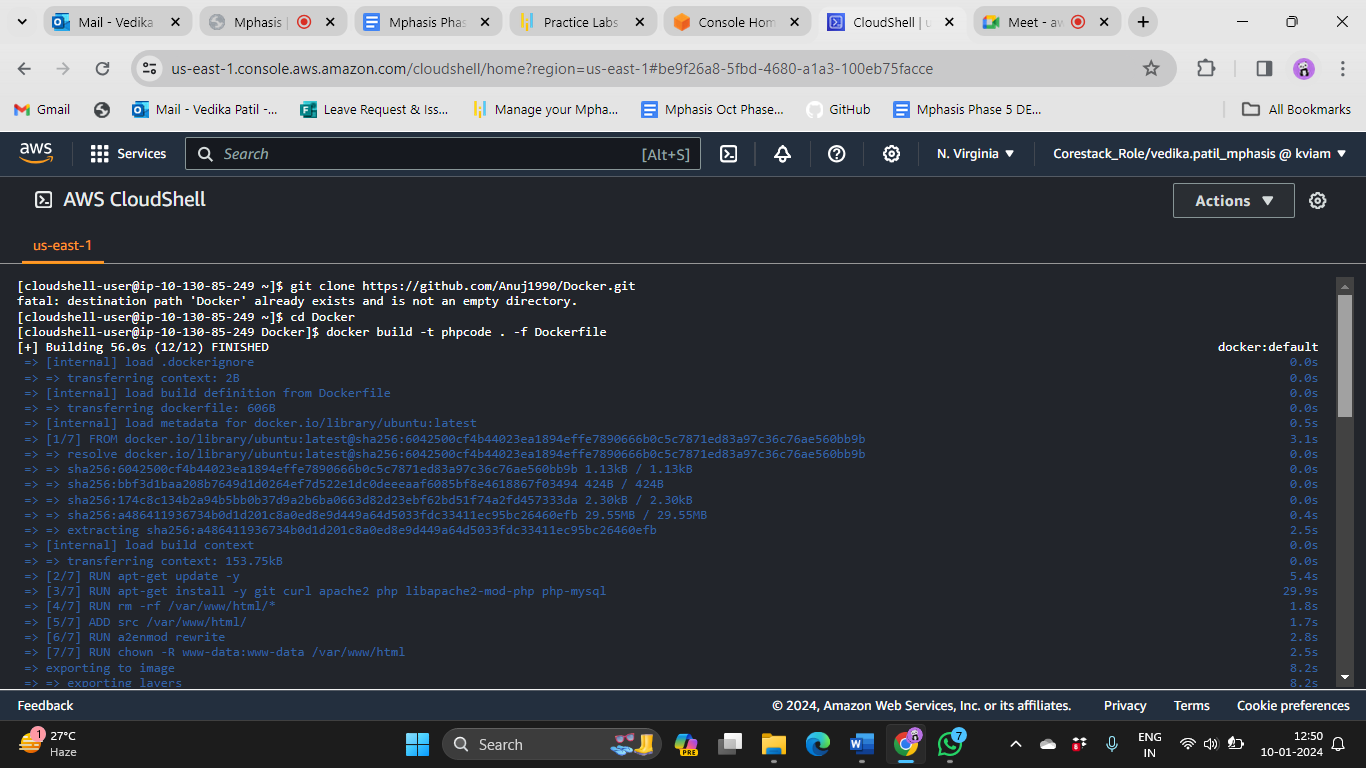 Mail - Vedika
Mphasis
Mphasis Phas
Practice Labs
Console Hom
CloudShell | u
Meet - aw
us-east-1.console.aws.amazon.com/cloudshell/home?region=us-east-1#be9f26a8-5fbd-4680-a1a3-100eb75facce
Gmail
Mail - Vedika Patil -...
Leave Request & Iss...
Manage your Mpha...
Mphasis Oct Phase...
GitHub
Mphasis Phase 5 DE...
All Bookmarks
aws
Services
Search
[Alt+S]
N. Virginia
Corestack_Role/vedika.patil_mphasis @ kviam
AWS CloudShell
Actions
us-east-1
[cloudshell-user@ip-10-130-85-249 ~]$ git clone https://github.com/Anuj1990/Docker.git
fatal: destination path 'Docker' already exists and is not an empty directory.
[cloudshell-user@ip-10-130-85-249 ~]$ cd Docker
[cloudshell-user@ip-10-130-85-249 Docker]$ docker build -t phpcode . -f Dockerfile
[+] Building 56.0s (12/12) FINISHED docker:default
=> [internal] load .dockerignore 0.0s
=> => transferring context: 2B 0.0s
=> [internal] load build definition from Dockerfile 0.0s
=> => transferring dockerfile: 606B 0.0s
=> [internal] load metadata for docker.io/library/ubuntu:latest 0.5s
=> [1/7] FROM docker.io/library/ubuntu:latest@sha256:6042500cf4b44023ea1894effe7890666b0c5c7871ed83a97c36c76ae560bb9b 3.1s
=> => resolve docker.io/library/ubuntu:latest@sha256:6042500cf4b44023ea1894effe7890666b0c5c7871ed83a97c36c76ae560bb9b 0.0s
=> => sha256:6042500cf4b44023ea1894effe7890666b0c5c7871ed83a97c36c76ae560bb9b 1.13kB / 1.13kB 0.0s
=> => sha256:bbf3d1baa208b7649d1d0264ef7d522e1dc0deeeaaf6085bf8e4618867f03494 424B / 424B 0.0s
=> => sha256:174c8c134b2a94b5bb0b37d9a2b6ba0663d82d23ebf62bd51f74a2fd457333da 2.30kB / 2.30kB 0.0s
=> => sha256:a486411936734b0d1d201c8a0ed8e9d449a64d5033fdc33411ec95bc26460efb 29.55MB / 29.55MB 0.4s
=> => extracting sha256:a486411936734b0d1d201c8a0ed8e9d449a64d5033fdc33411ec95bc26460efb 2.5s
=> [internal] load build context 0.0s
=> => transferring context: 153.75kB 0.0s
=> [2/7] RUN apt-get update -y 5.4s
=> [3/7] RUN apt-get install -y git curl apache2 php libapache2-mod-php php-mysql 29.9s
=> [4/7] RUN rm -rf /var/www/html/* 1.8s
=> [5/7] ADD src /var/www/html/ 1.7s
=> [6/7] RUN a2enmod rewrite 2.8s
=> [7/7] RUN chown -R www-data:www-data /var/www/html 2.5s
=> exporting to image 8.2s
=> => exporting layers 8.2s
Feedback
© 2024, Amazon Web Services, Inc. or its affiliates.
Privacy
Terms
Cookie preferences
1
27°C
Haze
Search
PRE
7
ENG
IN
12:50
10-01-2024